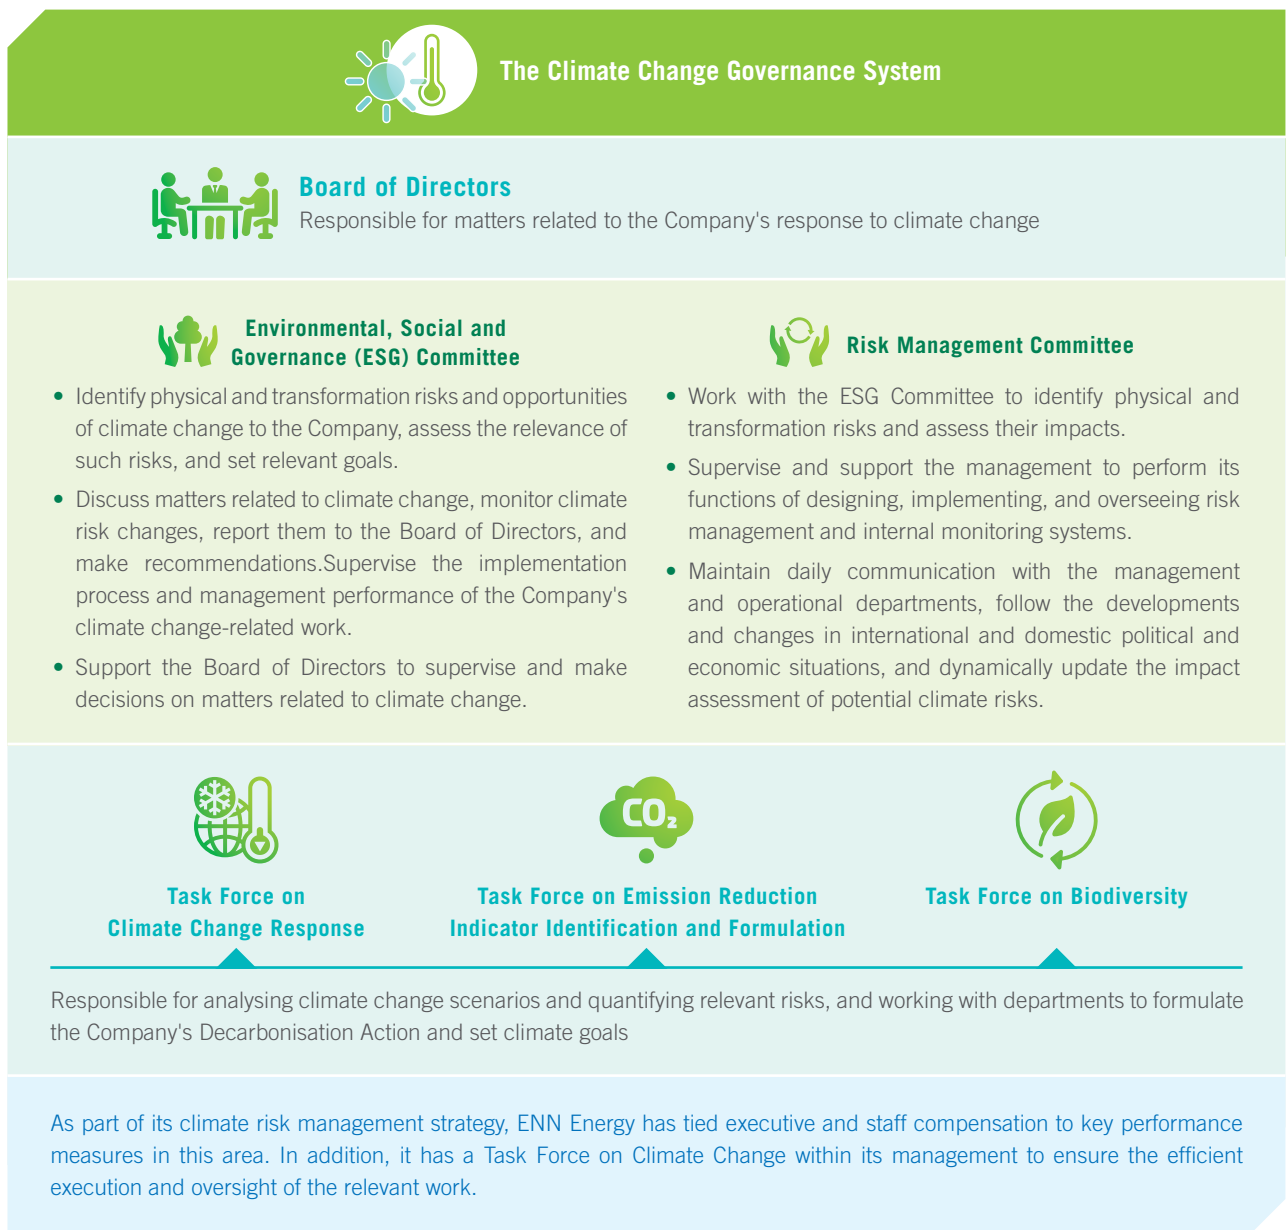 The Climate Change Governance System
Board of Directors
Responsible for matters related to the Company's response to climate change
Environmental, Social and
Governance (ESG) Committee
• Identify physical and transformation risks and opportunities
of climate change to the Company, assess the relevance of
such risks, and set relevant goals.
• Discuss matters related to climate change, monitor climate
risk changes, report them to the Board of Directors, and
make recommendations.Supervise the implementation
process and management performance of the Company's
climate change-related work.
• Support the Board of Directors to supervise and make
decisions on matters related to climate change.
Risk Management Committee
• Work with the ESG Committee to identify physical and
transformation risks and assess their impacts.
• Supervise and support the management to perform its
functions of designing, implementing, and overseeing risk
management and internal monitoring systems.
• Maintain daily communication with the management
and operational departments, follow the developments
and changes in international and domestic political and
economic situations, and dynamically update the impact
assessment of potential climate risks.
Task Force on
Climate Change Response
CO₂
Task Force on Emission Reduction
Indicator Identification and Formulation
Task Force on Biodiversity
Responsible for analysing climate change scenarios and quantifying relevant risks, and working with departments to formulate
the Company's Decarbonisation Action and set climate goals
As part of its climate risk management strategy, ENN Energy has tied executive and staff compensation to key performance
measures in this area. In addition, it has a Task Force on Climate Change within its management to ensure the efficient
execution and oversight of the relevant work.